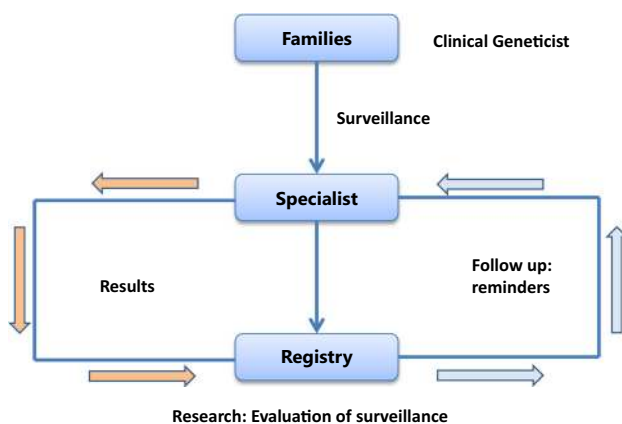 Families
Clinical Geneticist
Surveillance
Specialist
Results
Follow up:
reminders
Registry
Research: Evaluation of surveillance